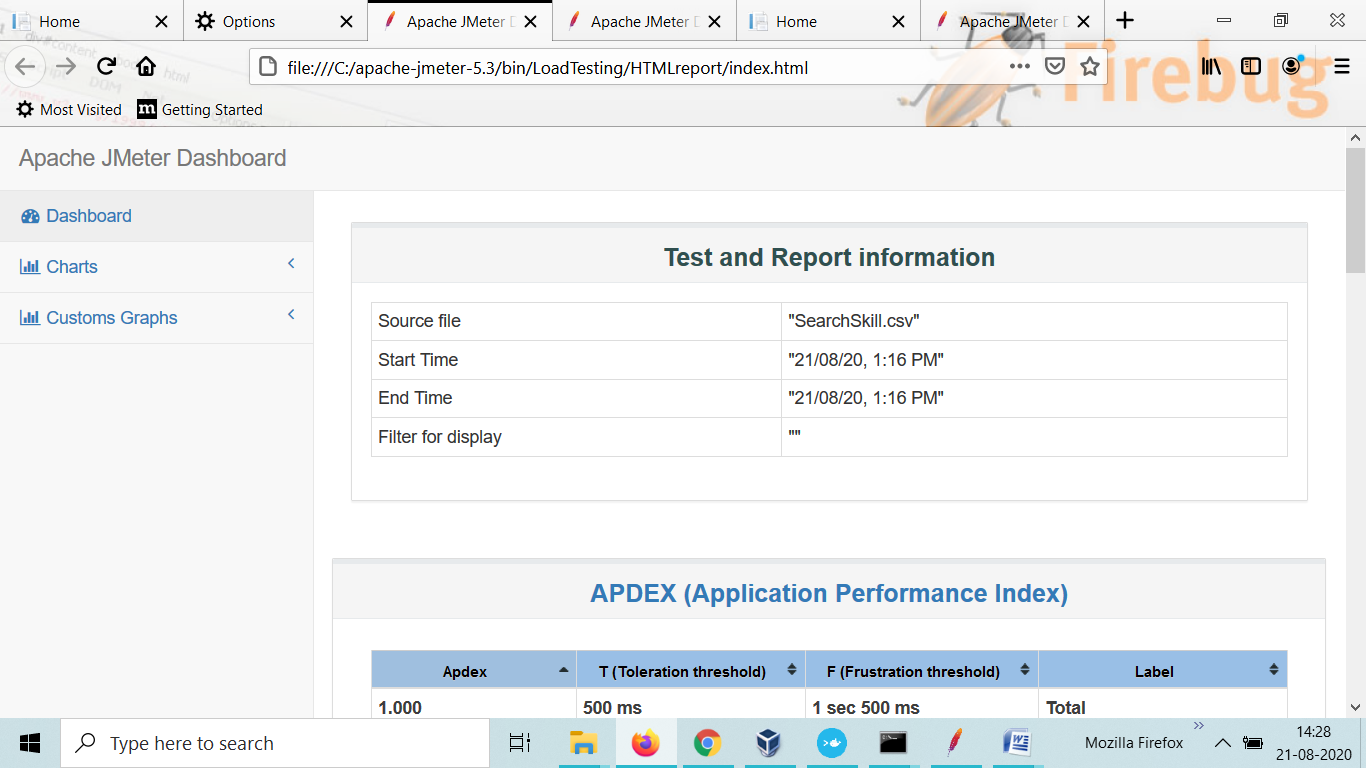 Home
Options
Apache JMeter D
Apache JMeter D
Home
Apache JMeter D
file:///C:/apache-jmeter-5.3/bin/LoadTesting/HTMLreport/index.html
Firebug
Most Visited
m Getting Started
Apache JMeter Dashboard
Dashboard
Charts
Customs Graphs
Test and Report information
Source file "SearchSkill.csv"
Start Time "21/08/20, 1:16 PM"
End Time "21/08/20, 1:16 PM"
Filter for display ""
APDEX (Application Performance Index)
Apdex T (Toleration threshold) F (Frustration threshold) Label
1.000 500 ms 1 sec 500 ms Total
Type here to search
Mozilla Firefox
14:28
21-08-2020